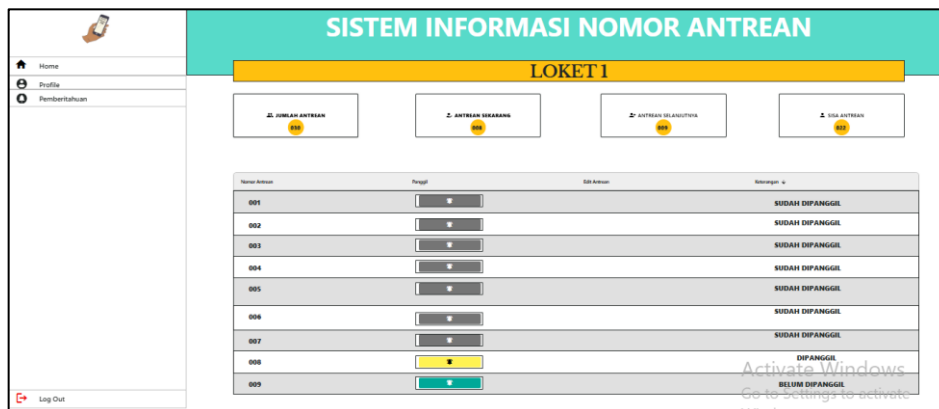 SISTEM INFORMASI NOMOR ANTREAN
Home
Profile
Pemberitahuan
LOKET 1
JUMLAH ANTREAN
030
ANTREAN SEKARANG
008
ANTREAN SELANJUTNYA
009
SISA ANTREAN
022
Nomor Antrean Panggil Edit Antrean Keterangan
001 SUDAH DIPANGGIL
002 SUDAH DIPANGGIL
003 SUDAH DIPANGGIL
004 SUDAH DIPANGGIL
005 SUDAH DIPANGGIL
006 SUDAH DIPANGGIL
007 SUDAH DIPANGGIL
008 DIPANGGIL
009 BELUM DIPANGGIL
Activate Windows
Go to Settings to activate
Log Out